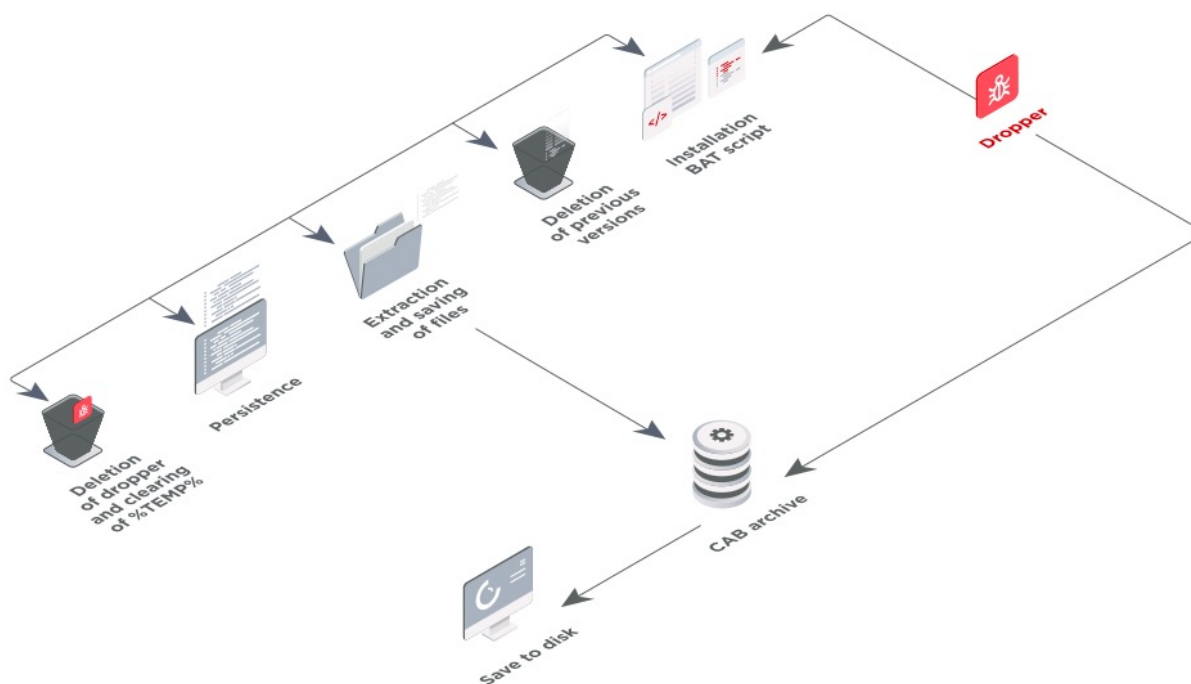 Dropper
Installation
BAT script
Deletion
of previous
versions
Extraction
and saving
of files
Persistence
Deletion
of dropper
and clearing
of %TEMP%
CAB archive
Save to disk
</>